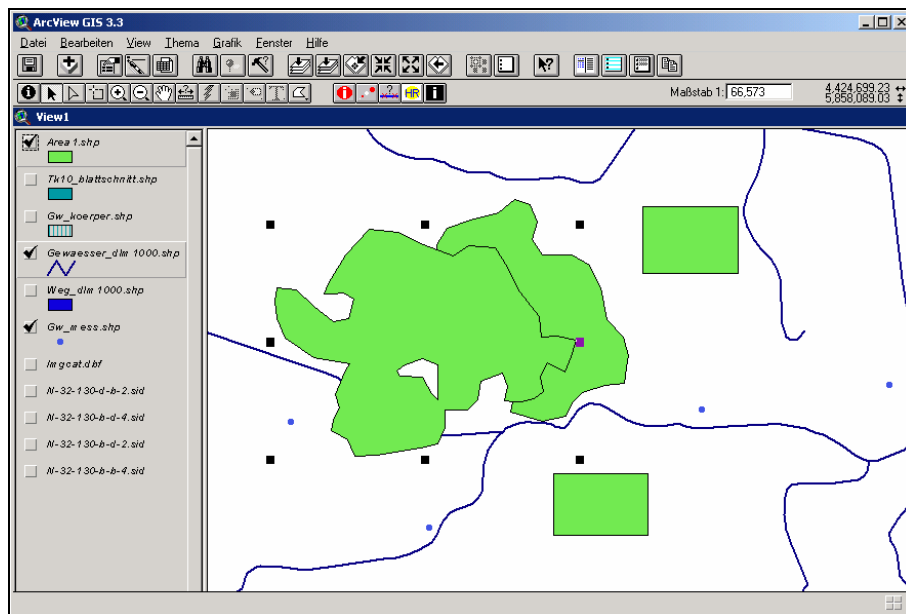 ArcView GIS 3.3
Datei Bearbeiten View Thema Grafik Fenster Hilfe
Maßstab 1: 66,573
4,424,699.23
5,858,089.03
HR
View1
Area 1.shp
Tk10_blattschnitt.shp
Gw_koerper.shp
Gewaesser_dlm 1000.shp
Weg_dlm 1000.shp
Gw_mess.shp
Imgcat.dbf
N-32-130-d-b-2.sid
N-32-130-b-d-4.sid
N-32-130-b-d-2.sid
N-32-130-b-b-4.sid